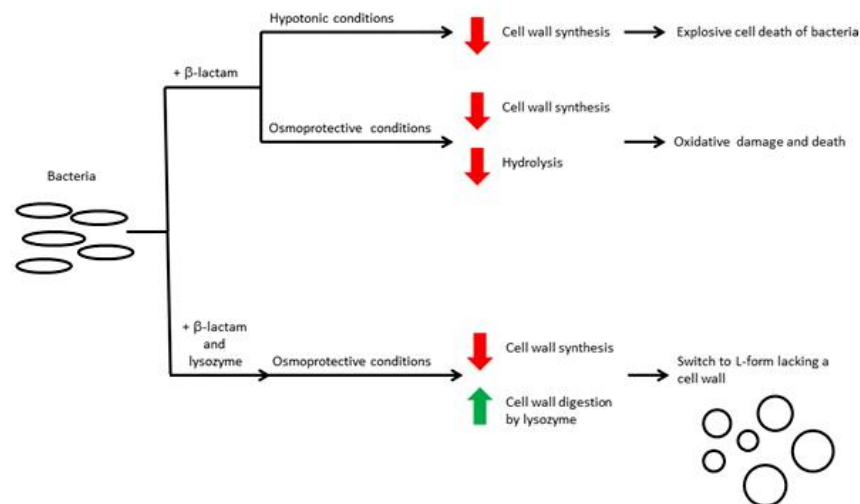 Hypotonic conditions
Cell wall synthesis
Explosive cell death of bacteria
+ β-lactam
Cell wall synthesis
Osmoprotective conditions
Oxidative damage and death
Hydrolysis
Bacteria
+ β-lactam
and
lysozyme
Osmoprotective conditions
Cell wall synthesis
Switch to L-form lacking a
cell wall
Cell wall digestion
by lysozyme